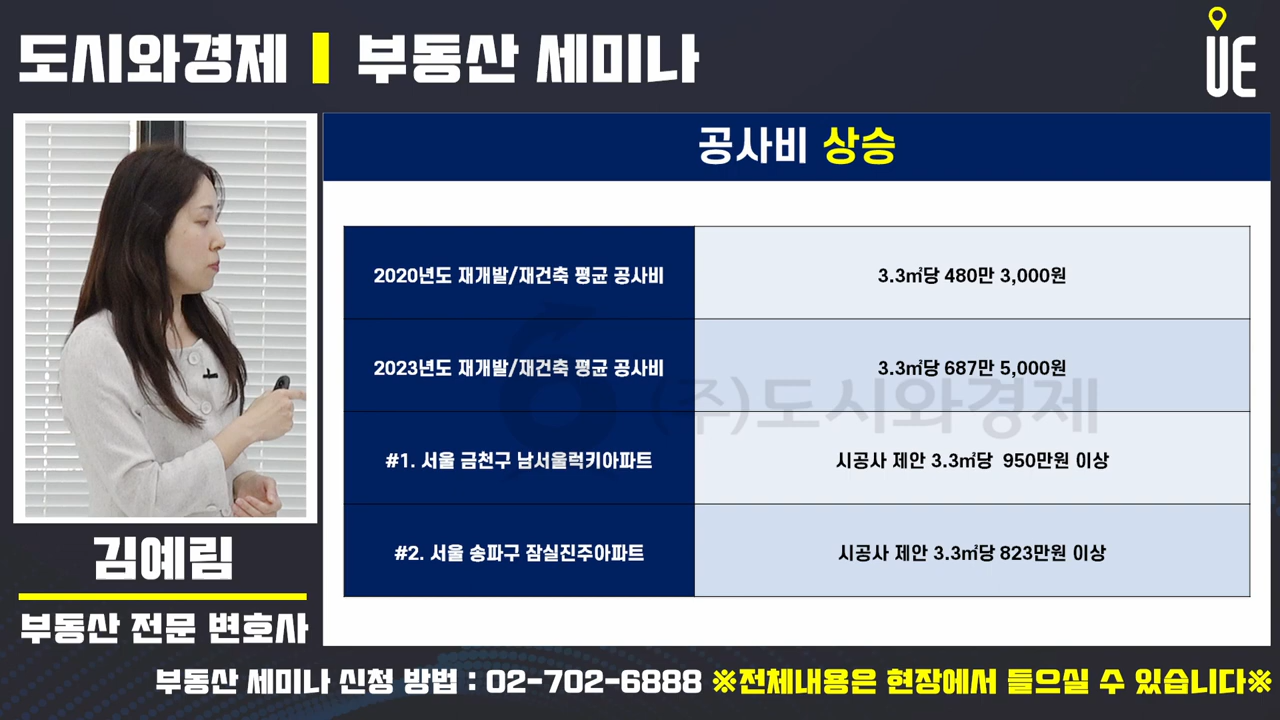 도시와경제 | 부동산 세미나
UE
공사비 상승
2020년도 재개발/재건축 평균 공사비
3.3㎡당 480만 3,000원
2023년도 재개발/재건축 평균 공사비
3.3㎡당 687만 5,000원
(주)도시와경제
#1. 서울 금천구 남서울럭키아파트
시공사 제안 3.3㎡당 950만원 이상
#2. 서울 송파구 잠실진주아파트
시공사 제안 3.3㎡당 823만원 이상
김예림
부동산 전문 변호사
부동산 세미나 신청 방법 : 02-702-6888 ※전체내용은 현장에서 들으실 수 있습니다※